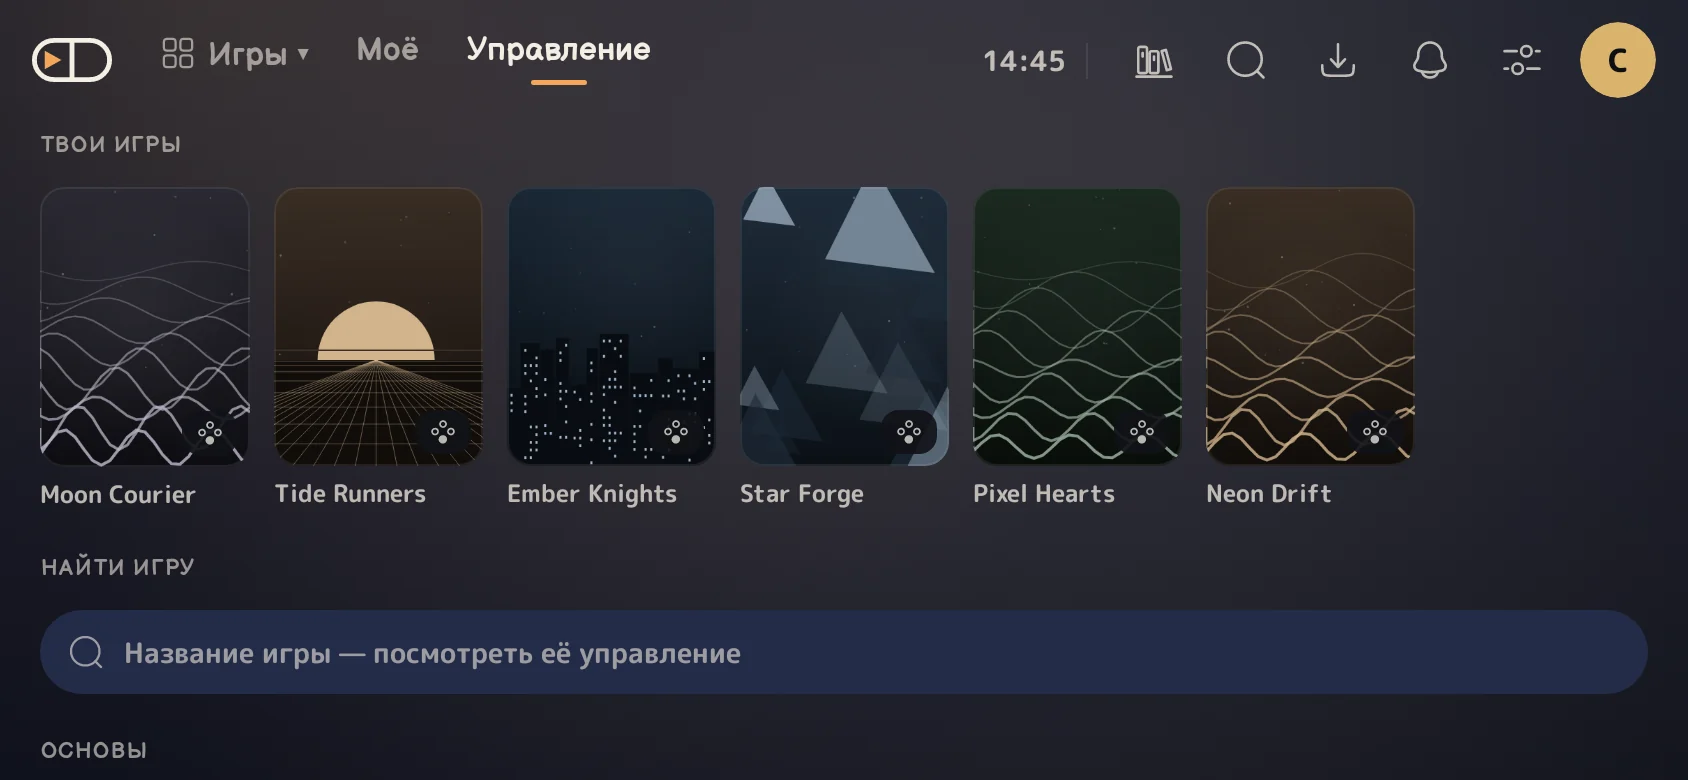 Игры ▾ Моё Управление 14:45 C
ТВОИ ИГРЫ
Moon Courier Tide Runners Ember Knights Star Forge Pixel Hearts Neon Drift
НАЙТИ ИГРУ
Название игры — посмотреть её управление
ОСНОВЫ